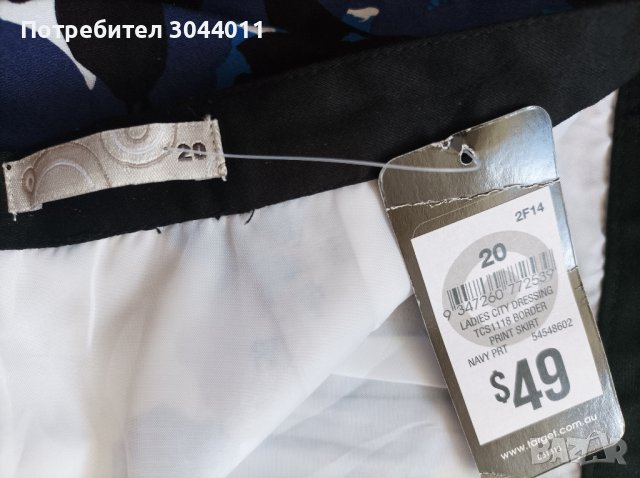 Потребител 3044011
20
2F14
20
9 347260 772539
LADIES CITY DRESSING
TCS1118 BORDER
PRINT SKIRT
NAVY PRT 54548602
$49
www.target.com.au
BAZAR